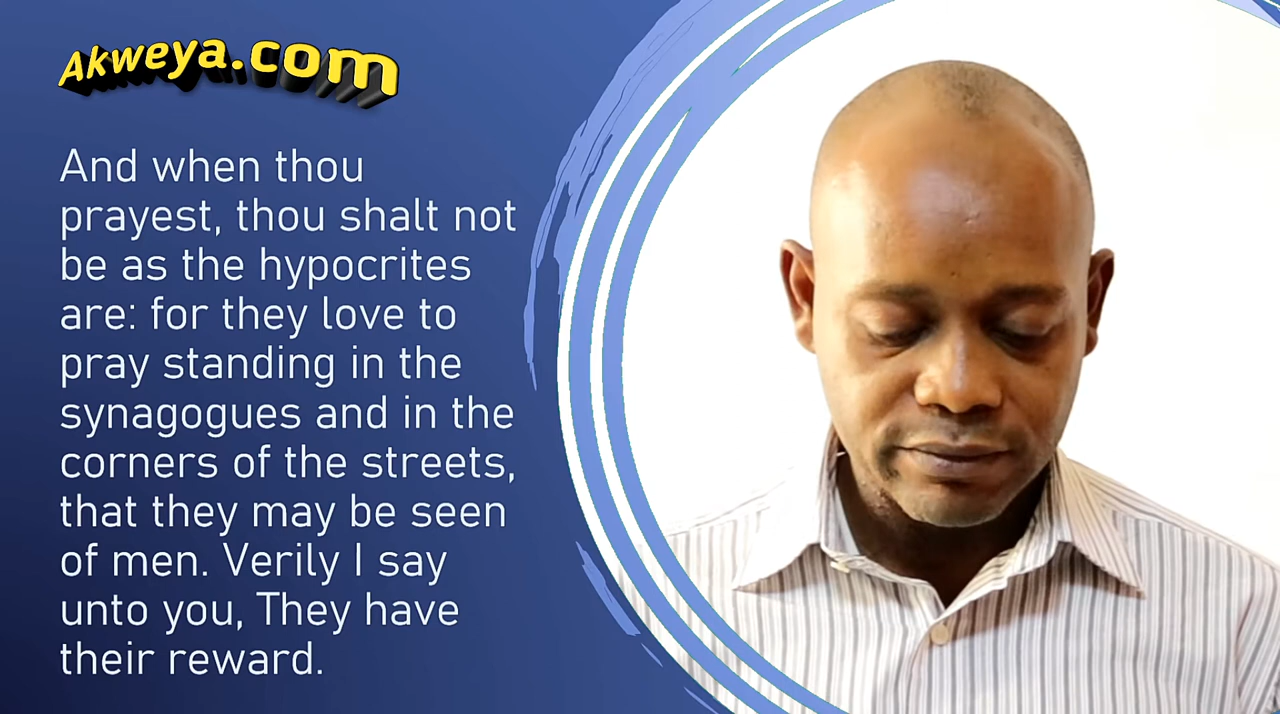 Akweya.com
And when thou
prayest, thou shalt not
be as the hypocrites
are: for they love to
pray standing in the
synagogues and in the
corners of the streets,
that they may be seen
of men. Verily I say
unto you, They have
their reward.